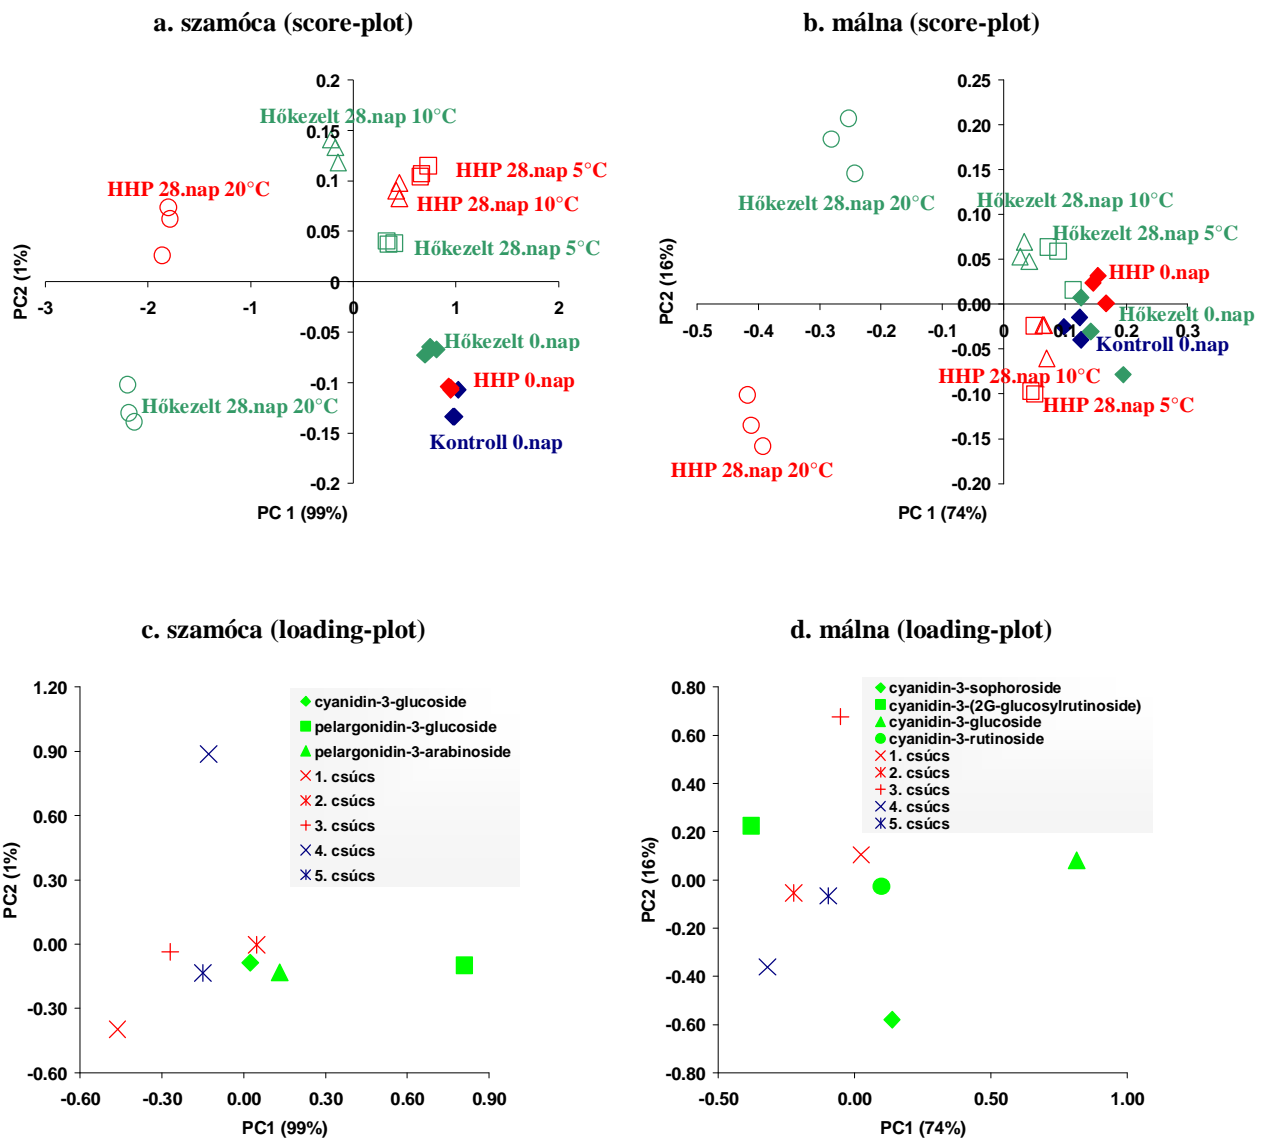 a. szamóca (score-plot)
b. málna (score-plot)
0.2
0.15
0.1
0.05
0
-0.05
-0.1
-0.15
-0.2
-3
-2
-1
0
1
2
Hőkezelt 28.nap 10°C
HHP 28.nap 20°C
HHP 28.nap 5°C
HHP 28.nap 10°C
Hőkezelt 28.nap 5°C
Hőkezelt 0.nap
HHP 0.nap
Hőkezelt 28.nap 20°C
Kontroll 0.nap
PC2 (1%)
PC 1 (99%)
0.25
0.20
0.15
0.10
0.05
0.00
-0.05
-0.10
-0.15
-0.20
-0.5
-0.4
-0.3
-0.2
-0.1
0
0.1
0.2
0.3
Hőkezelt 28.nap 20°C
Hőkezelt 28.nap 10°C
Hőkezelt 28.nap 5°C
HHP 0.nap
Hőkezelt 0.nap
Kontroll 0.nap
HHP 28.nap 10°C
HHP 28.nap 5°C
HHP 28.nap 20°C
PC2 (16%)
PC 1 (74%)
c. szamóca (loading-plot)
d. málna (loading-plot)
1.20
0.90
0.60
0.30
0.00
-0.30
-0.60
-0.60
-0.30
0.00
0.30
0.60
0.90
cyanidin-3-glucoside
pelargonidin-3-glucoside
pelargonidin-3-arabinoside
1. csúcs
2. csúcs
3. csúcs
4. csúcs
5. csúcs
PC2 (1%)
PC1 (99%)
0.80
0.60
0.40
0.20
0.00
-0.20
-0.40
-0.60
-0.80
-0.50
0.00
0.50
1.00
cyanidin-3-sophoroside
cyanidin-3-(2G-glucosylrutinoside)
cyanidin-3-glucoside
cyanidin-3-rutinoside
1. csúcs
2. csúcs
3. csúcs
4. csúcs
5. csúcs
PC2 (16%)
PC1 (74%)